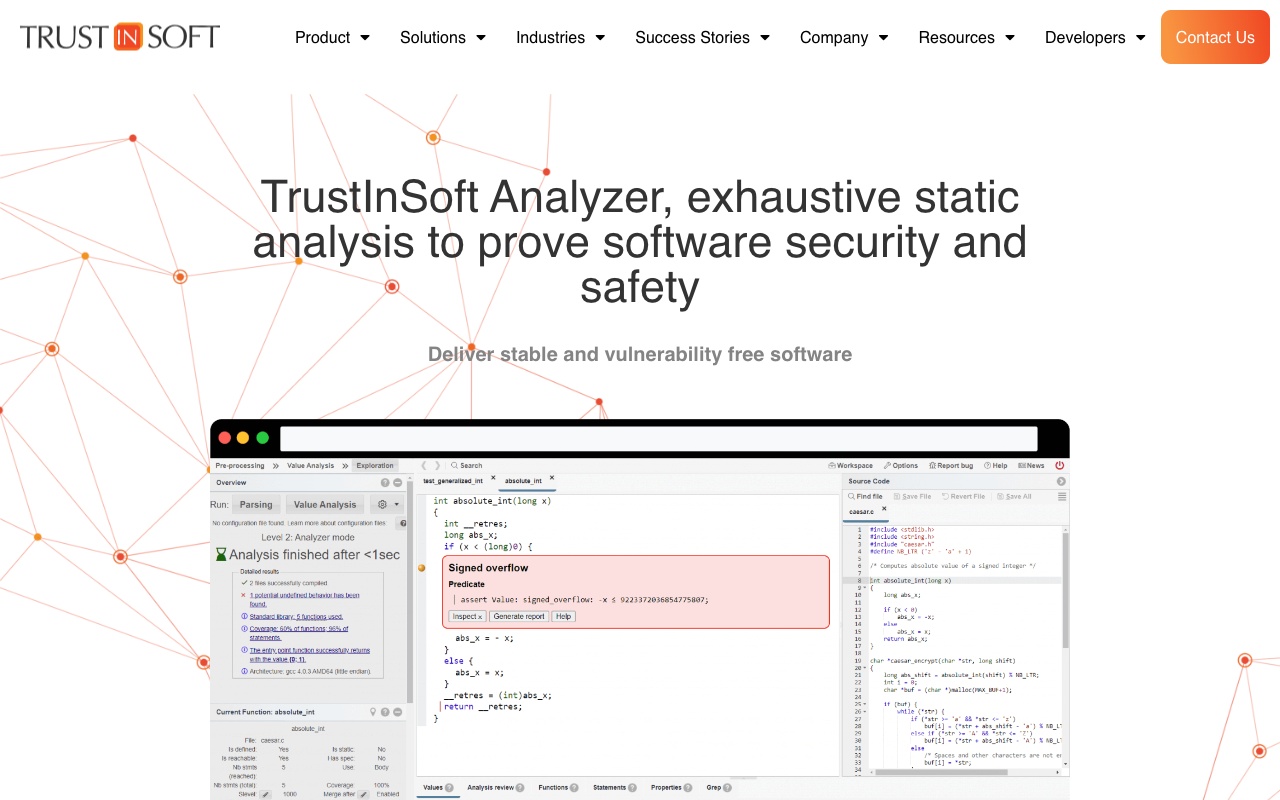 TRUST IN SOFT
Product
Solutions
Industries
Success Stories
Company
Resources
Developers
Contact Us
TrustInSoft Analyzer, exhaustive static
analysis to prove software security and
safety
Deliver stable and vulnerability free software
Pre-processing
Value Analysis
Exploration
Search
Workspace
Options
Report bug
Help
News
Overview
Run: Parsing Value Analysis
No configuration file found. Learn more about configuration files.
Level 2: Analyzer mode
Analysis finished after <1sec
Detailed results
2 files successfully compiled
1 potential undefined behavior has been
found.
Standard library: 5 functions used.
Coverage: 60% of functions; 96% of
statements.
The entry point function successfully returns
with the value {0; 1}.
Architecture: gcc 4.0.3 AMD64 (little endian).
Current Function: absolute_int
absolute_int
File: caesar.c
Is defined: Yes Is static: No
Is reachable: Yes Has spec: No
Nb stmts 5 Use: Body
(reached):
Nb stmts (total): 5 Coverage: 100%
Slevel 1000 Merge after Enabled
test_generalized_int
absolute_int
int absolute_int(long x)
{
int __retres;
long abs_x;
if (x < (long)0) {
Signed overflow
Predicate
assert Value: signed_overflow: -x ≤ 9223372036854775807;
Inspect x Generate report Help
abs_x = - x;
}
else {
abs_x = x;
}
__retres = (int)abs_x;
return __retres;
}
Values
Analysis review
Functions
Statements
Properties
Grep
Source Code
Find file
Save File
Revert File
Save All
caesar.c
1 #include <stdlib.h>
2 #include <string.h>
3 #include "caesar.h"
4 #define NB_LTR ('z' - 'a' + 1)
5
6 /* Computes absolute value of a signed integer */
7
8 int absolute_int(long x)
9 {
10 long abs_x;
11
12 if (x < 0)
13 abs_x = -x;
14 else
15 abs_x = x;
16 return abs_x;
17 }
18
19 char *caesar_encrypt(char *str, long shift)
20 {
21 long abs_shift = absolute_int(shift) % NB_LTR;
22 int i = 0;
23 char *buf = (char *)malloc(MAX_BUF+1);
24
25 if (buf) {
26 while (*str) {
27 if (*str >= 'a' && *str <= 'z')
28 buf[i] = (*str + abs_shift - 'a') % NB_LT
29 else if (*str >= 'A' && *str <= 'Z')
30 buf[i] = (*str + abs_shift - 'A') % NB_L
31 else
32 /* Spaces and other characters are not e
33 buf[i] = *str;
34